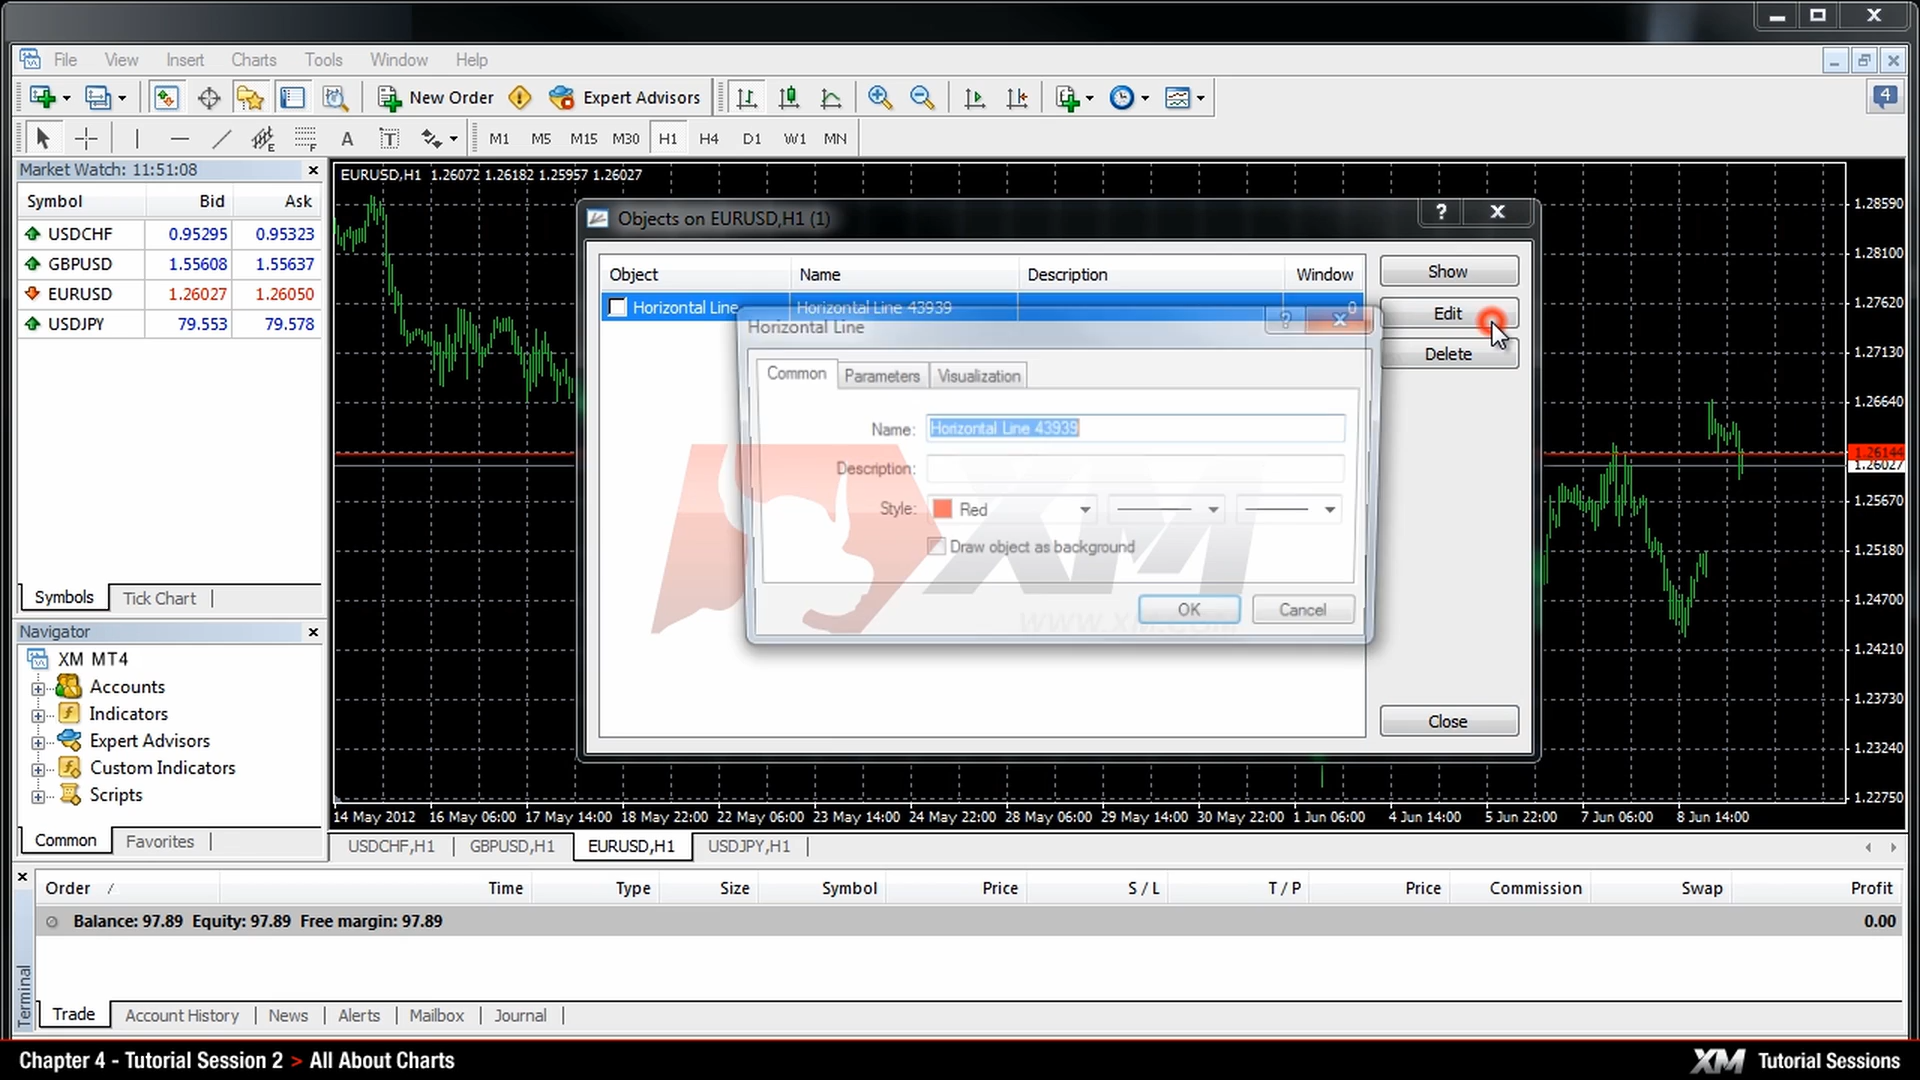 File View Insert Charts Tools Window Help
New Order Expert Advisors
4
A T M1 M5 M15 M30 H1 H4 D1 W1 MN
Market Watch: 11:51:08
Symbol Bid Ask
USDCHF 0.95295 0.95323
GBPUSD 1.55608 1.55637
EURUSD 1.26027 1.26050
USDJPY 79.553 79.578
Symbols Tick Chart
Navigator
XM MT4
Accounts
Indicators
Expert Advisors
Custom Indicators
Scripts
Common Favorites
EURUSD,H1 1.26072 1.26182 1.25957 1.26027
Objects on EURUSD,H1 (1)
Object Name Description Window
Horizontal Line Horizontal Line 43939 0
Show
Edit
Delete
Close
Horizontal Line
Common Parameters Visualization
Name: Horizontal Line 43939
Description:
Style: Red
Draw object as background
OK Cancel
XM
www.xm.com
1.28590
1.28100
1.27620
1.27130
1.26640
1.26144
1.26027
1.25670
1.25180
1.24700
1.24210
1.23730
1.23240
1.22750
14 May 2012 16 May 06:00 17 May 14:00 18 May 22:00 22 May 06:00 23 May 14:00 24 May 22:00 28 May 06:00 29 May 14:00 30 May 22:00 1 Jun 06:00 4 Jun 14:00 5 Jun 22:00 7 Jun 06:00 8 Jun 14:00
USDCHF,H1 GBPUSD,H1 EURUSD,H1 USDJPY,H1
Order / Time Type Size Symbol Price S / L T / P Price Commission Swap Profit
Balance: 97.89 Equity: 97.89 Free margin: 97.89 0.00
Terminal
Trade Account History News Alerts Mailbox Journal
Chapter 4 - Tutorial Session 2 > All About Charts
XM Tutorial Sessions